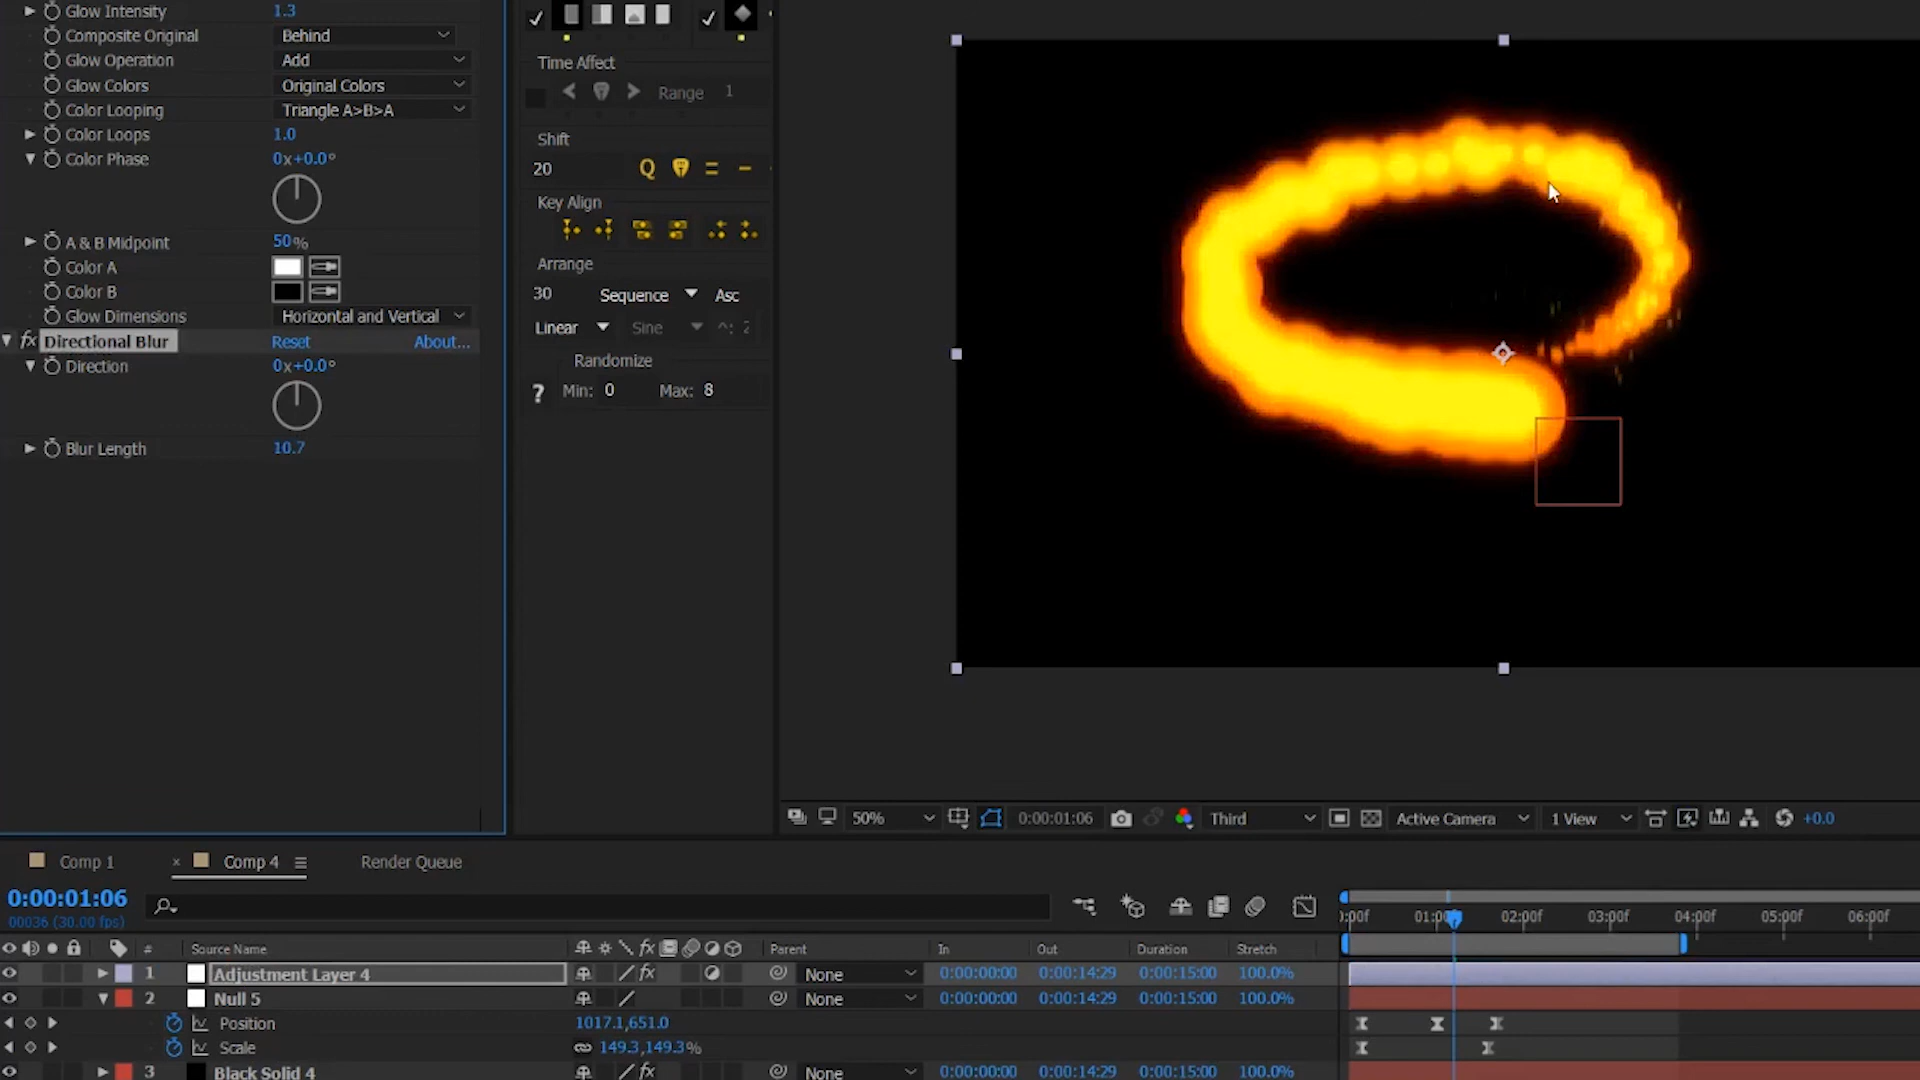 Glow Intensity 1.3
Composite Original Behind
Glow Operation Add
Glow Colors Original Colors
Color Looping Triangle A>B>A
Color Loops 1.0
Color Phase 0x+0.0°
A & B Midpoint 50%
Color A
Color B
Glow Dimensions Horizontal and Vertical
fx Directional Blur Reset About...
Direction 0x+0.0°
Blur Length 10.7
Time Affect
Range 1
Shift
20 Q
Key Align
Arrange
30 Sequence Asc
Linear Sine ^: 2
Randomize
? Min: 0 Max: 8
50% 0:00:01:06 Third Active Camera 1 View +0.0
Comp 1 × Comp 4 Render Queue
0:00:01:06
00036 (30.00 fps)
):00f 01:00f 02:00f 03:00f 04:00f 05:00f 06:00f
# Source Name fx Parent In Out Duration Stretch
1 Adjustment Layer 4 fx None 0:00:00:00 0:00:14:29 0:00:15:00 100.0%
2 Null 5 None 0:00:00:00 0:00:14:29 0:00:15:00 100.0%
Position 1017.1,651.0
Scale 149.3,149.3%
3 Black Solid 4 fx None 0:00:00:00 0:00:14:29 0:00:15:00 100.0%